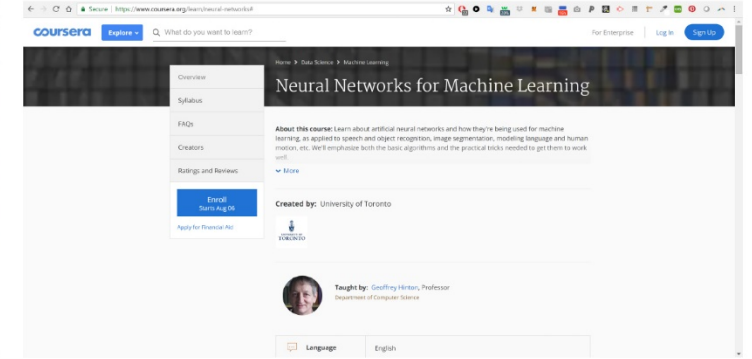 Secure | https://www.coursera.org/learn/neural-networks#
coursera
Explore
What do you want to learn?
For Enterprise
Log In
Sign Up
Home > Data Science > Machine Learning
Neural Networks for Machine Learning
Overview
Syllabus
FAQs
Creators
Ratings and Reviews
Enroll
Starts Aug 06
Apply for Financial Aid
About this course: Learn about artificial neural networks and how they're being used for machine
learning, as applied to speech and object recognition, image segmentation, modeling language and human
motion, etc. We'll emphasize both the basic algorithms and the practical tricks needed to get them to work
well.
More
Created by: University of Toronto
UNIVERSITY OF
TORONTO
Taught by: Geoffrey Hinton, Professor
Department of Computer Science
Language
English